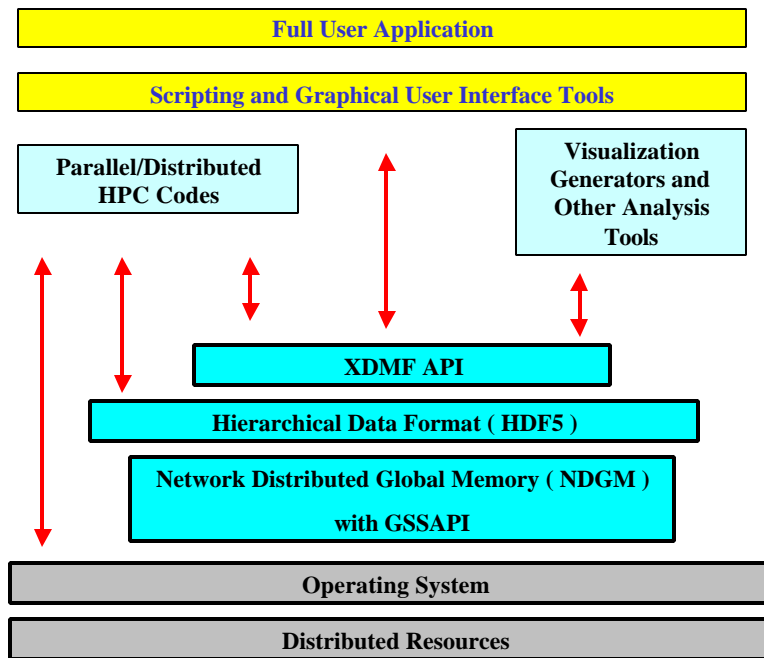 Full User Application
Scripting and Graphical User Interface Tools
Parallel/Distributed
HPC Codes
Visualization
Generators and
Other Analysis
Tools
XDMF API
Hierarchical Data Format ( HDF5 )
Network Distributed Global Memory ( NDGM )
with GSSAPI
Operating System
Distributed Resources